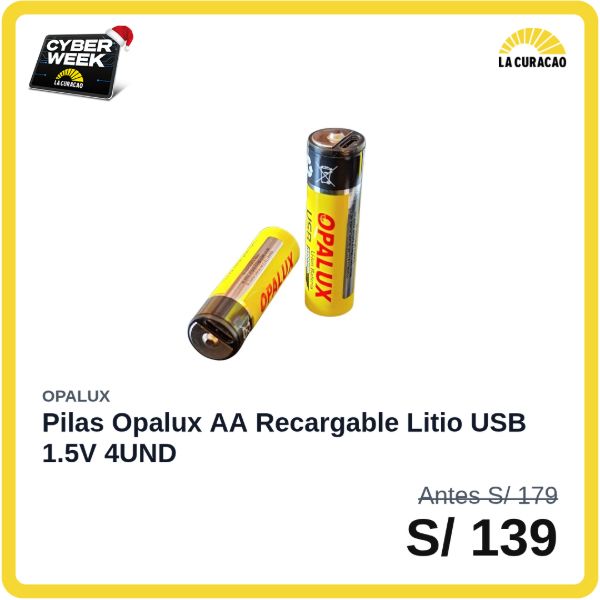 CYBER
WEEK
LA CURACAO
LA CURACAO
OPALUX
USB
OPALUX
OPALUX
Pilas Opalux AA Recargable Litio USB
1.5V 4UND
Antes S/ 179
S/ 139